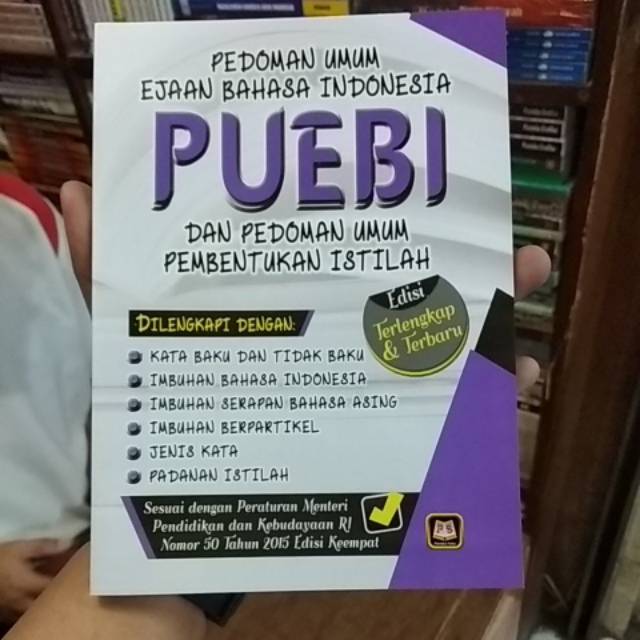 PEDOMAN UMUM
EJAAN BAHASA INDONESIA
PUEBI
DAN PEDOMAN UMUM
PEMBENTUKAN ISTILAH
Edisi
Terlengkap
& Terbaru
DILENGKAPI DENGAN:
KATA BAKU DAN TIDAK BAKU
IMBUHAN BAHASA INDONESIA
IMBUHAN SERAPAN BAHASA ASING
IMBUHAN BERPARTIKEL
JENIS KATA
PADANAN ISTILAH
Sesuai dengan Peraturan Menteri
Pendidikan dan Kebudayaan RI
Nomor 50 Tahun 2015 Edisi Keempat